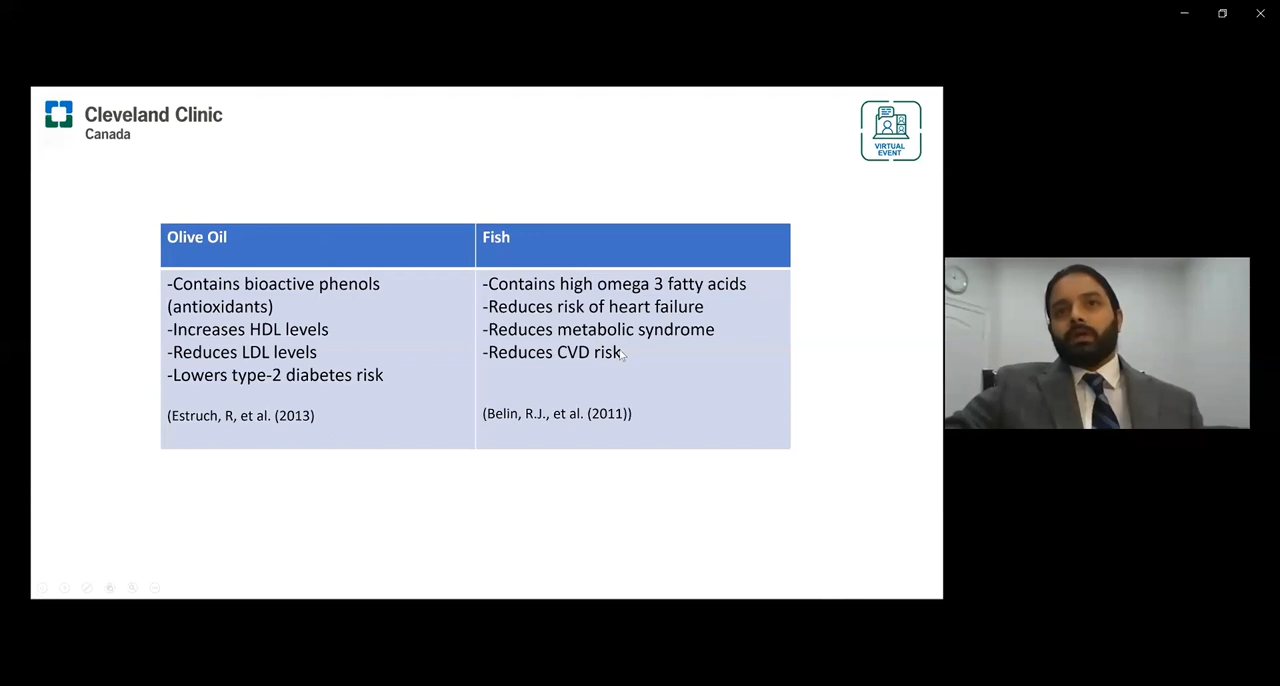 Cleveland Clinic
Canada
VIRTUAL
EVENT
Olive Oil
-Contains bioactive phenols
(antioxidants)
-Increases HDL levels
-Reduces LDL levels
-Lowers type-2 diabetes risk
(Estruch, R, et al. (2013)
Fish
-Contains high omega 3 fatty acids
-Reduces risk of heart failure
-Reduces metabolic syndrome
-Reduces CVD risk
(Belin, R.J., et al. (2011))